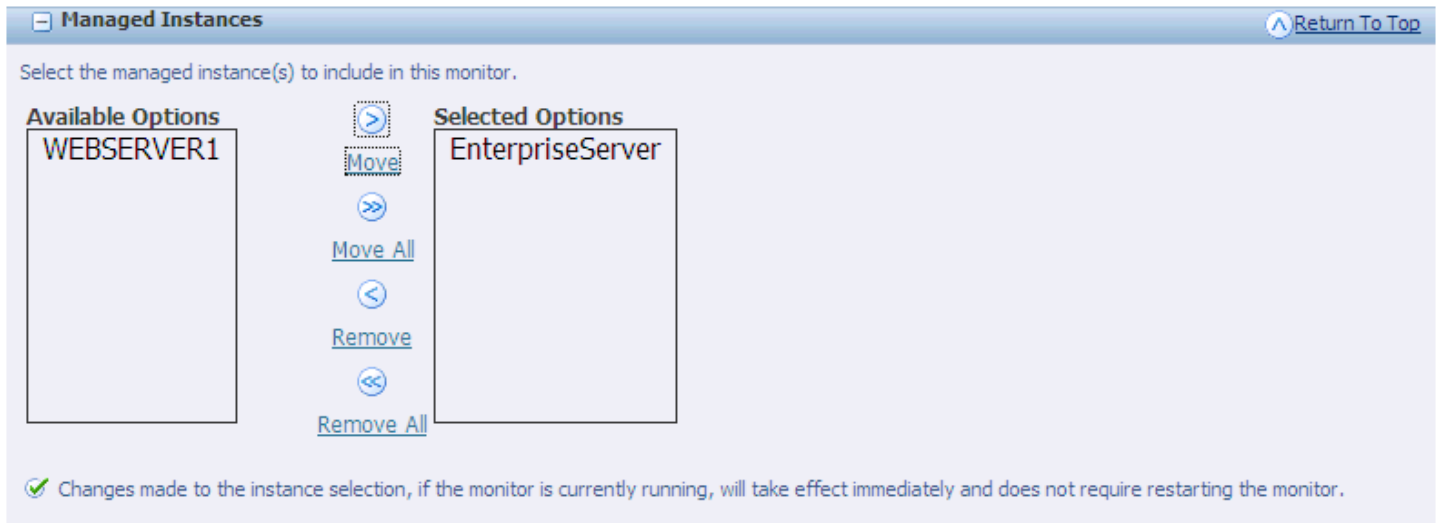 Managed Instances
Return To Top
Select the managed instance(s) to include in this monitor.
Available Options
Selected Options
WEBSERVER1
EnterpriseServer
Move
Move All
Remove
Remove All
Changes made to the instance selection, if the monitor is currently running, will take effect immediately and does not require restarting the monitor.